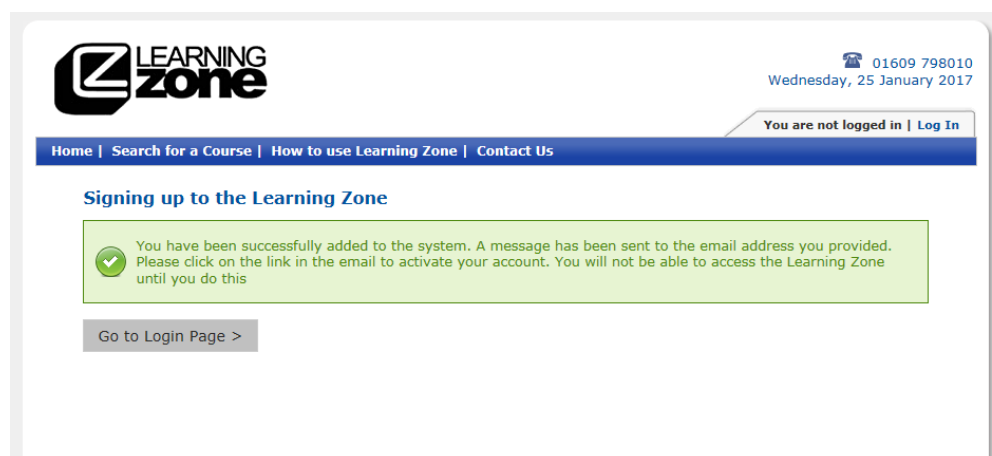 LEARNING
zone
01609 798010
Wednesday, 25 January 2017
You are not logged in | Log In
Home | Search for a Course | How to use Learning Zone | Contact Us
Signing up to the Learning Zone
You have been successfully added to the system. A message has been sent to the email address you provided.
Please click on the link in the email to activate your account. You will not be able to access the Learning Zone
until you do this
Go to Login Page >